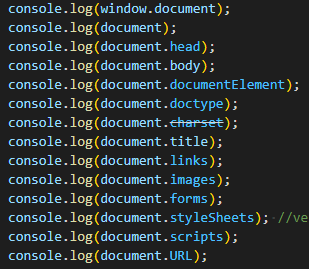 console.log(window.document);
console.log(document);
console.log(document.head);
console.log(document.body);
console.log(document.documentElement);
console.log(document.doctype);
console.log(document.charset);
console.log(document.title);
console.log(document.links);
console.log(document.images);
console.log(document.forms);
console.log(document.styleSheets); //ve
console.log(document.scripts);
console.log(document.URL);